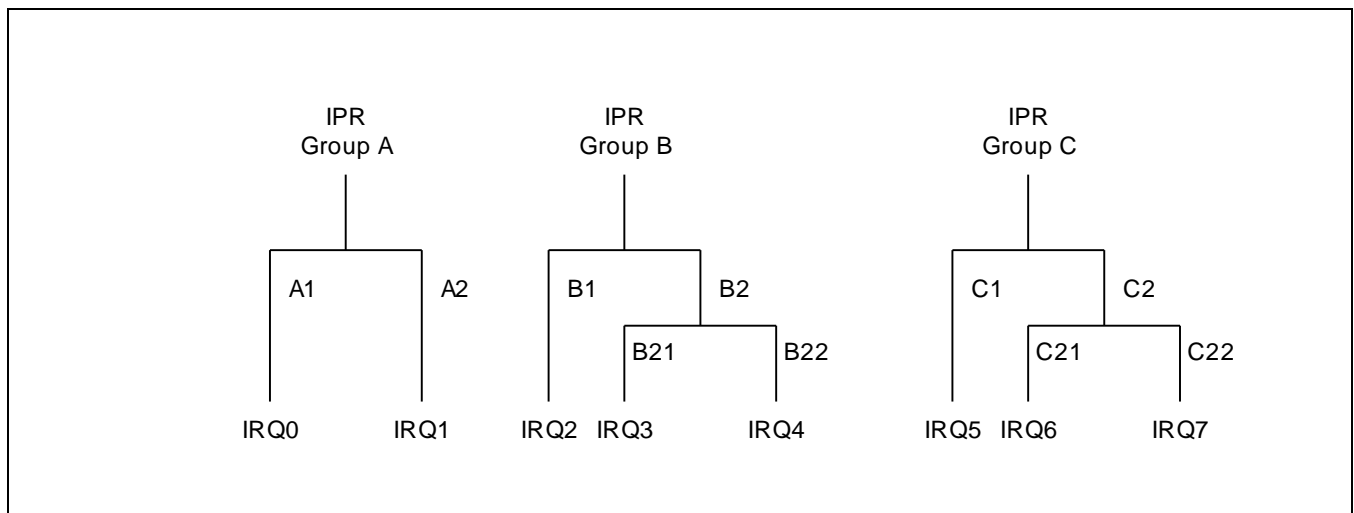 IPR
Group A
IPR
Group B
IPR
Group C
A1
A2
B1
B2
C1
C2
B21
B22
C21
C22
IRQ0
IRQ1
IRQ2
IRQ3
IRQ4
IRQ5
IRQ6
IRQ7